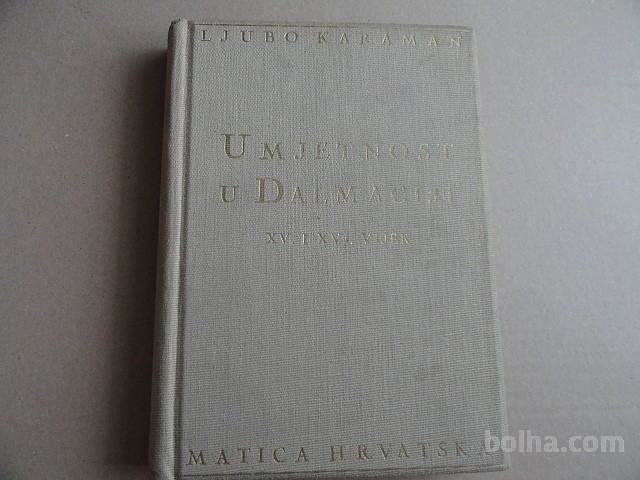 LJUBO KARAMAN
UMJETNOST
U DALMACIJI
XV. I XVI. VIJEK
MATICA HRVATSKA
bolha.com